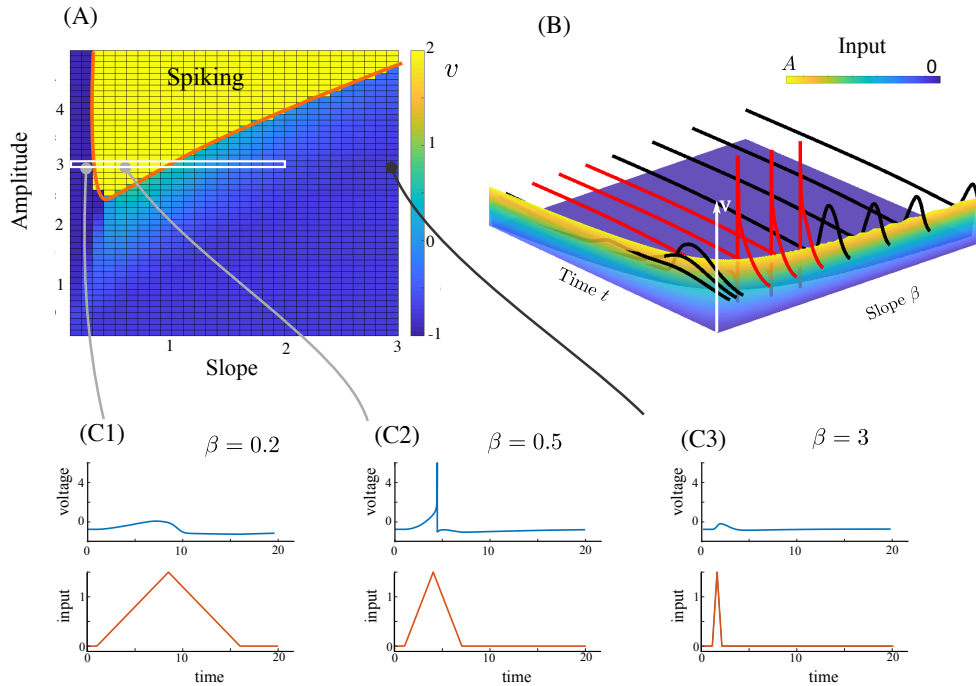 (A)
Spiking
Amplitude
4
3
2
1
1
2
3
Slope
2
v
1
0
-1
(B)
Input
A
0
v
Time t
Slope β
(C1)
β = 0.2
voltage
4
0
0
10
20
input
1
0
0
10
20
time
(C2)
β = 0.5
voltage
4
0
0
10
20
input
1
0
0
10
20
time
(C3)
β = 3
voltage
4
0
0
10
20
input
1
0
0
10
20
time